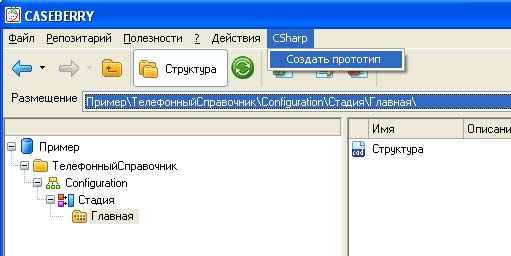 CASEBERRY
Файл Репозитарий Полезности ? Действия CSharp
Создать прототип
Структура
Размещение Пример\ТелефонныйСправочник\Configuration\Стадия\Главная\
Имя Описани
Пример
Структура
ТелефонныйСправочник
Configuration
Стадия
Главная